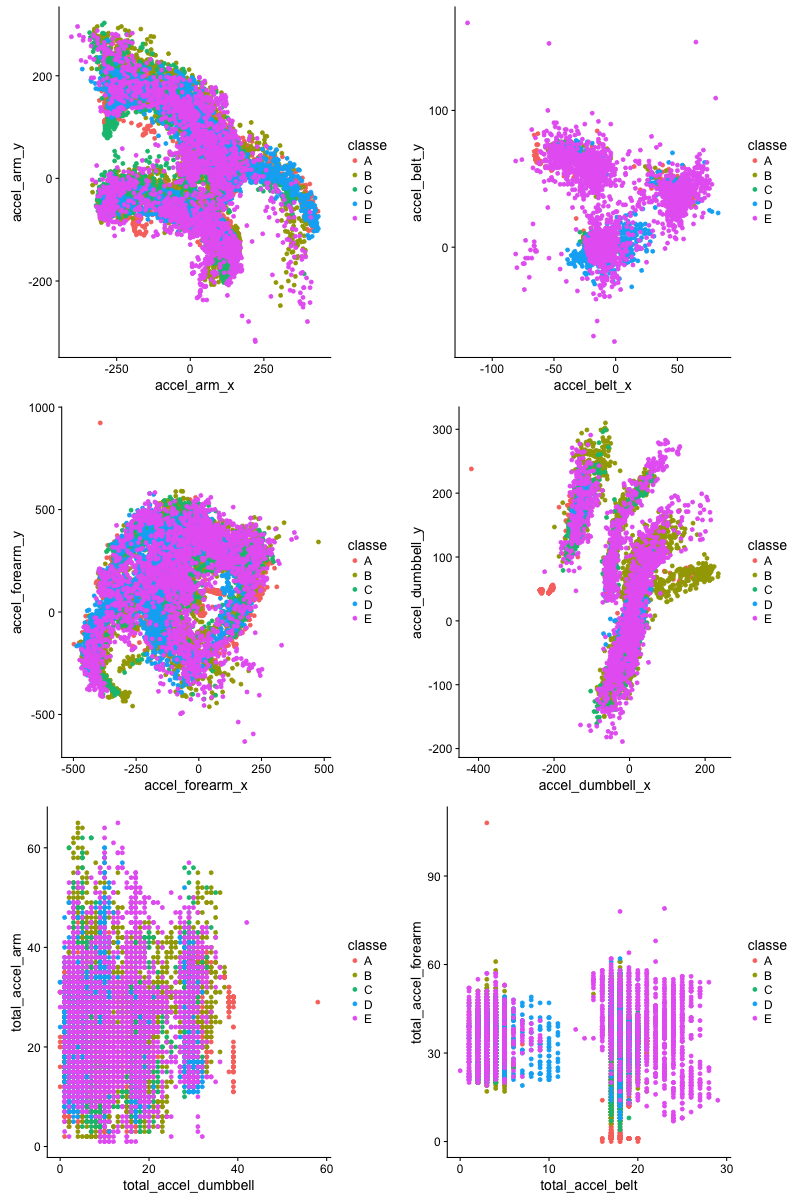 200
0
-200
accel_arm_y
-250
0
250
accel_arm_x
classe
A
B
C
D
E
100
0
accel_belt_y
-100
-50
0
50
accel_belt_x
classe
A
B
C
D
E
1000
500
0
-500
accel_forearm_y
-500
-250
0
250
500
accel_forearm_x
classe
A
B
C
D
E
300
200
100
0
-100
-200
accel_dumbbell_y
-400
-200
0
200
accel_dumbbell_x
classe
A
B
C
D
E
60
40
20
0
total_accel_arm
0
20
40
60
total_accel_dumbbell
classe
A
B
C
D
E
90
60
30
0
total_accel_forearm
0
10
20
30
total_accel_belt
classe
A
B
C
D
E